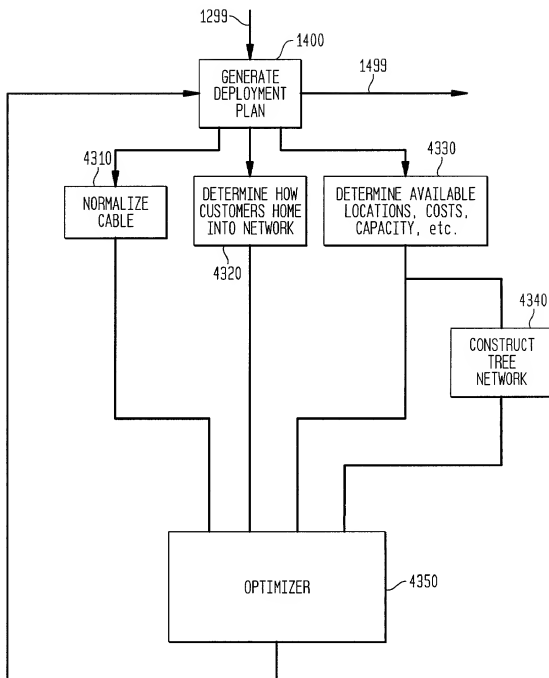 1299
1400
GENERATE
DEPLOYMENT
PLAN
1499
4310
NORMALIZE
CABLE
DETERMINE HOW
CUSTOMERS HOME
INTO NETWORK
4320
4330
DETERMINE AVAILABLE
LOCATIONS, COSTS,
CAPACITY, etc.
4340
CONSTRUCT
TREE
NETWORK
OPTIMIZER
4350